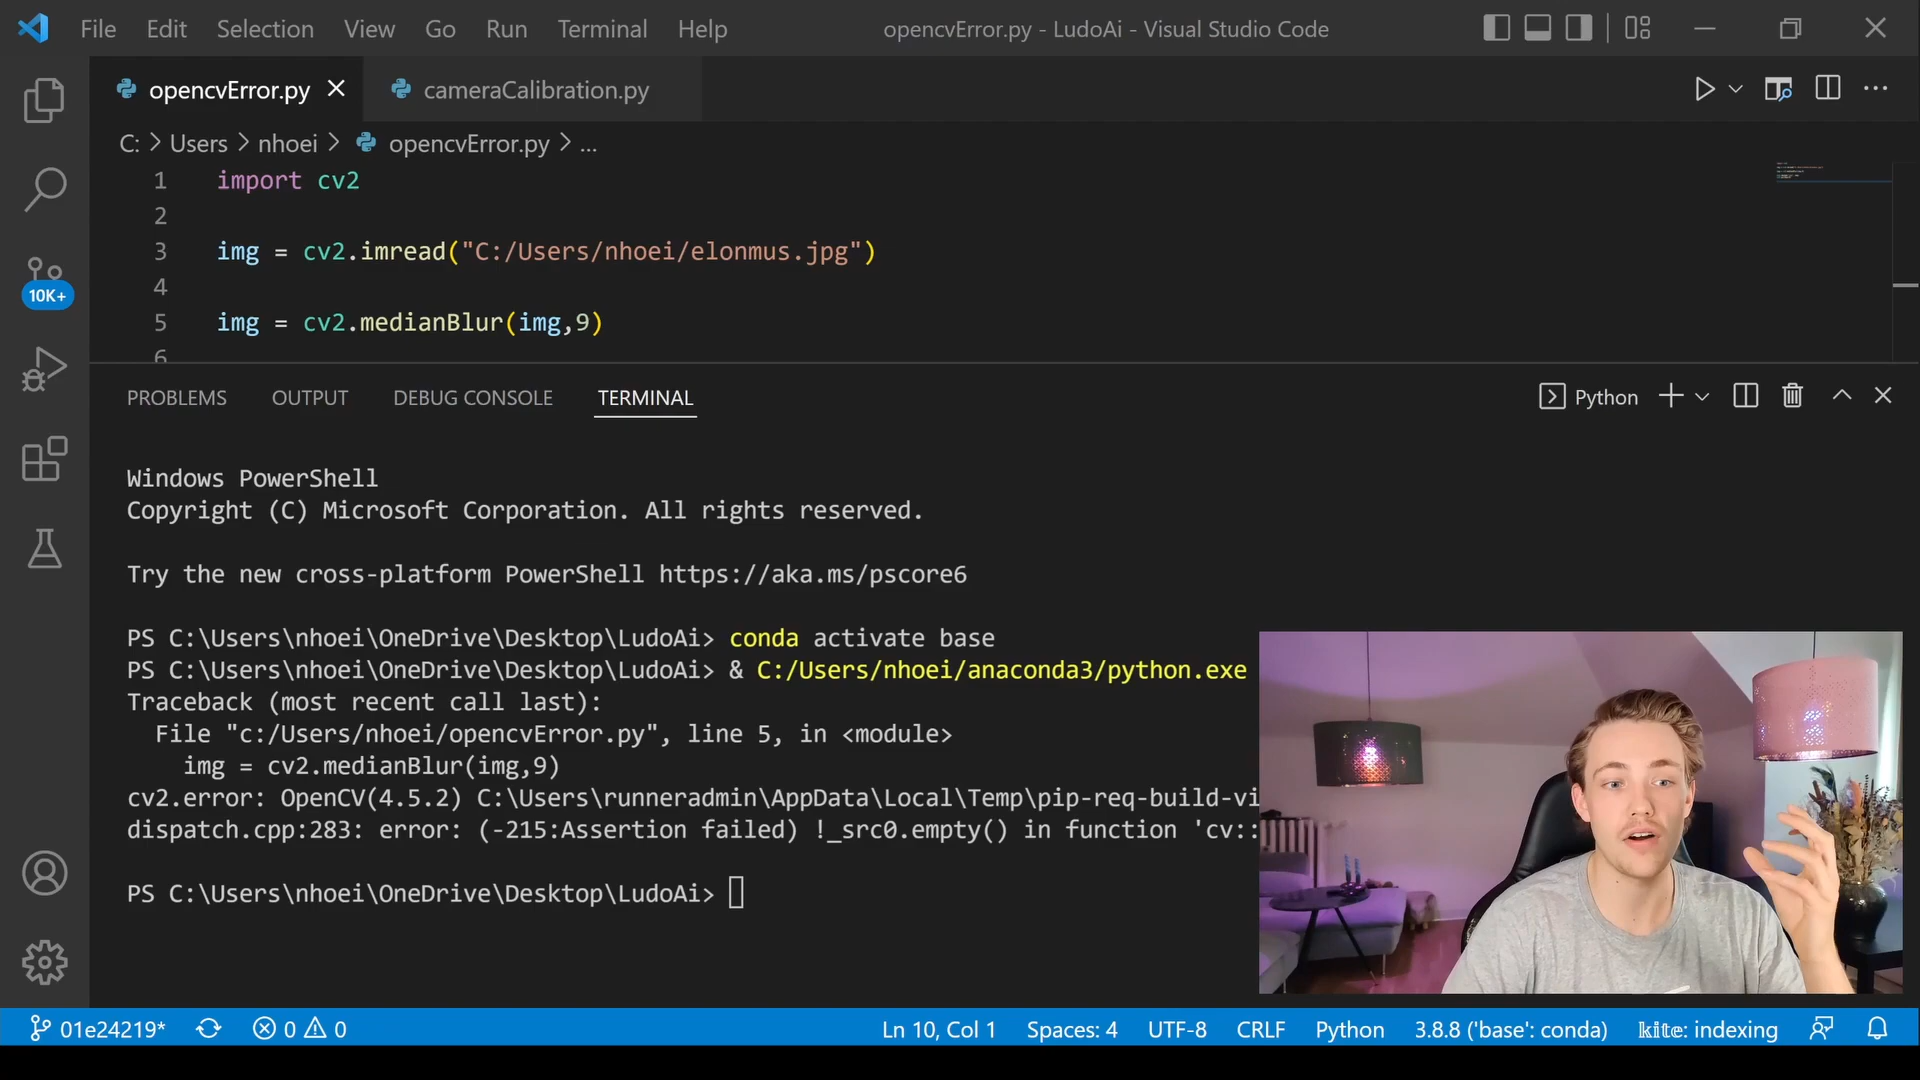 File Edit Selection View Go Run Terminal Help opencvError.py - LudoAi - Visual Studio Code
opencvError.py cameraCalibration.py
C: > Users > nhoei > opencvError.py > ...
1 import cv2
2
3 img = cv2.imread("C:/Users/nhoei/elonmus.jpg")
4
10K+
5 img = cv2.medianBlur(img,9)
6
PROBLEMS OUTPUT DEBUG CONSOLE TERMINAL Python
Windows PowerShell
Copyright (C) Microsoft Corporation. All rights reserved.
Try the new cross-platform PowerShell https://aka.ms/pscore6
PS C:\Users\nhoei\OneDrive\Desktop\LudoAi> conda activate base
PS C:\Users\nhoei\OneDrive\Desktop\LudoAi> & C:/Users/nhoei/anaconda3/python.exe
Traceback (most recent call last):
File "c:/Users/nhoei/opencvError.py", line 5, in <module>
img = cv2.medianBlur(img,9)
cv2.error: OpenCV(4.5.2) C:\Users\runneradmin\AppData\Local\Temp\pip-req-build-vi
dispatch.cpp:283: error: (-215:Assertion failed) !_src0.empty() in function 'cv::
PS C:\Users\nhoei\OneDrive\Desktop\LudoAi>
01e24219* 0 0 Ln 10, Col 1 Spaces: 4 UTF-8 CRLF Python 3.8.8 ('base': conda) kite: indexing